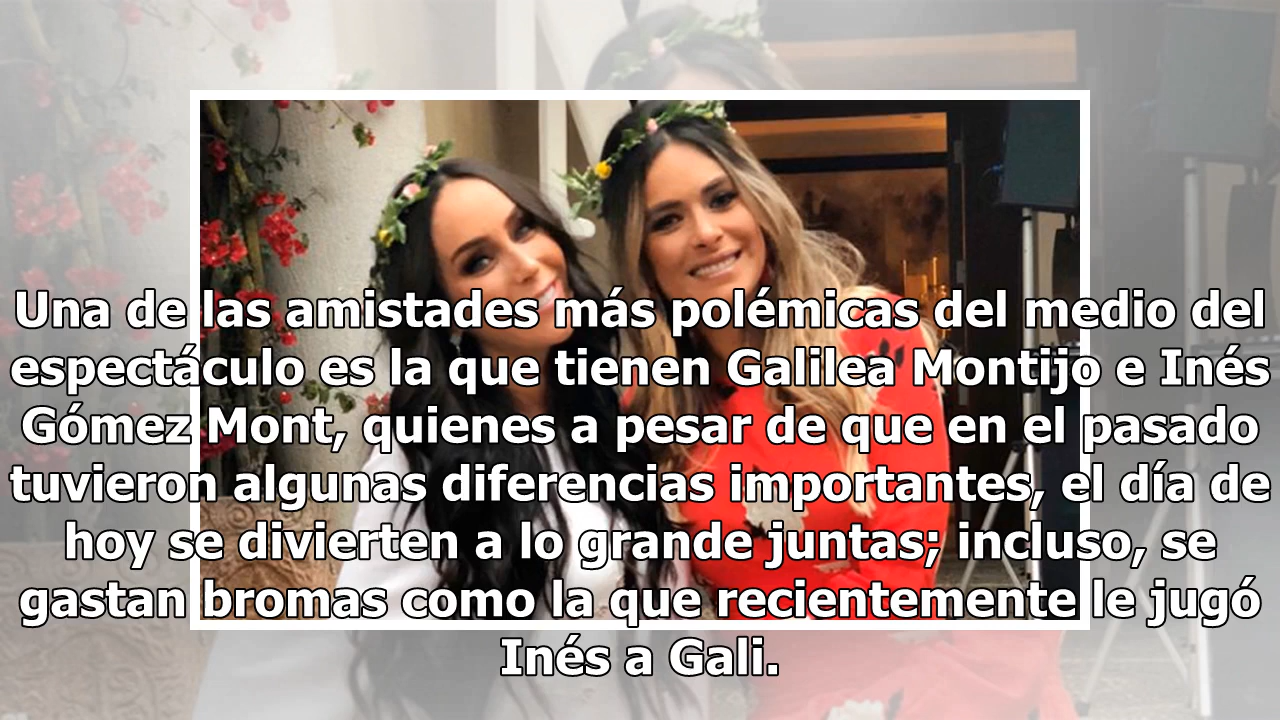 Una de las amistades más polémicas del medio del
espectáculo es la que tienen Galilea Montijo e Inés
Gómez Mont, quienes a pesar de que en el pasado
tuvieron algunas diferencias importantes, el día de
hoy se divierten a lo grande juntas; incluso, se
gastan bromas como la que recientemente le jugó
Inés a Gali.